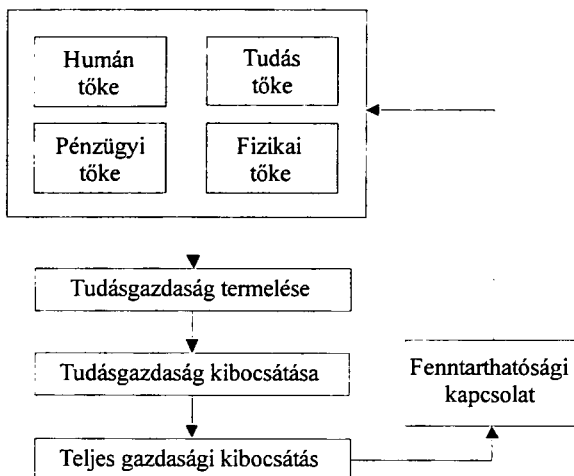 Humán
tőke
Tudás
tőke
Pénzügyi
tőke
Fizikai
tőke
Tudásgazdaság termelése
Tudásgazdaság kibocsátása
Fenntarthatósági
kapcsolat
Teljes gazdasági kibocsátás